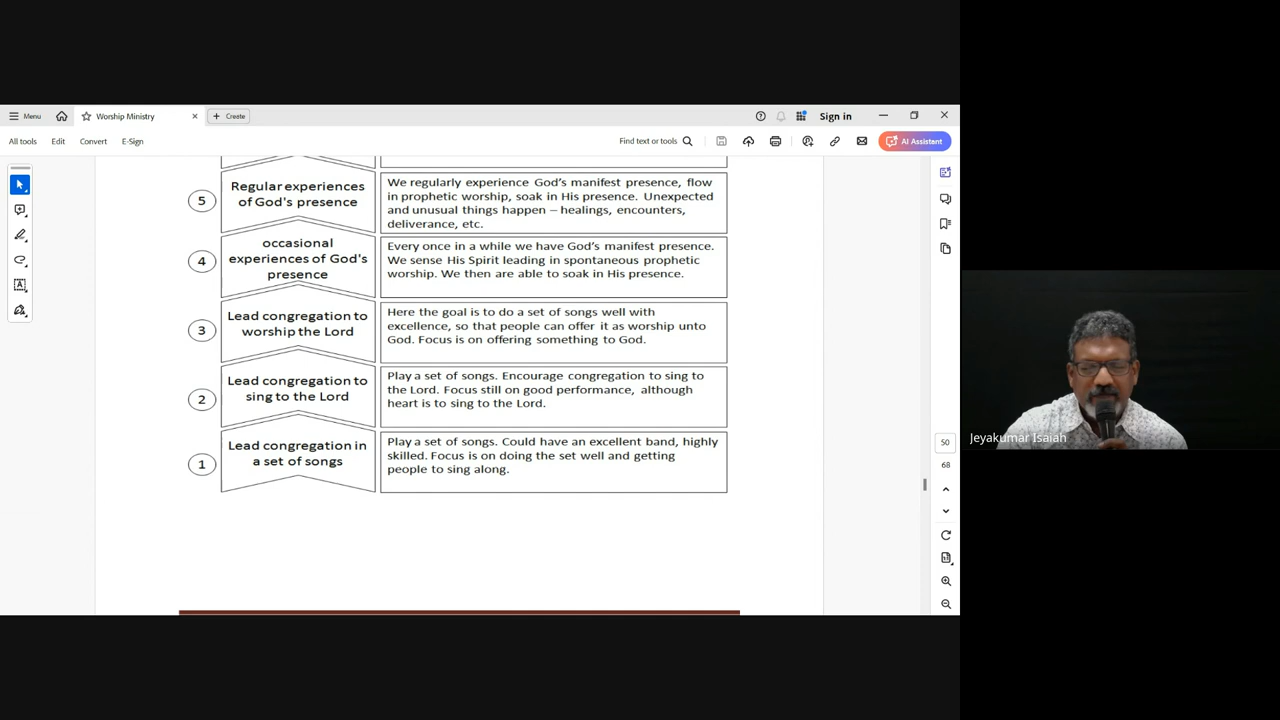 Menu
Worship Ministry
Create
Sign in
All tools
Edit
Convert
E-Sign
Find text or tools
AI Assistant
5
Regular experiences
of God's presence
We regularly experience God's manifest presence, flow
in prophetic worship, soak in His presence. Unexpected
and unusual things happen – healings, encounters,
deliverance, etc.
4
occasional
experiences of God's
presence
Every once in a while we have God's manifest presence.
We sense His Spirit leading in spontaneous prophetic
worship. We then are able to soak in His presence.
3
Lead congregation to
worship the Lord
Here the goal is to do a set of songs well with
excellence, so that people can offer it as worship unto
God. Focus is on offering something to God.
2
Lead congregation to
sing to the Lord
Play a set of songs. Encourage congregation to sing to
the Lord. Focus still on good performance, although
heart is to sing to the Lord.
1
Lead congregation in
a set of songs
Play a set of songs. Could have an excellent band, highly
skilled. Focus is on doing the set well and getting
people to sing along.
50
68
Jeyakumar Isaiah